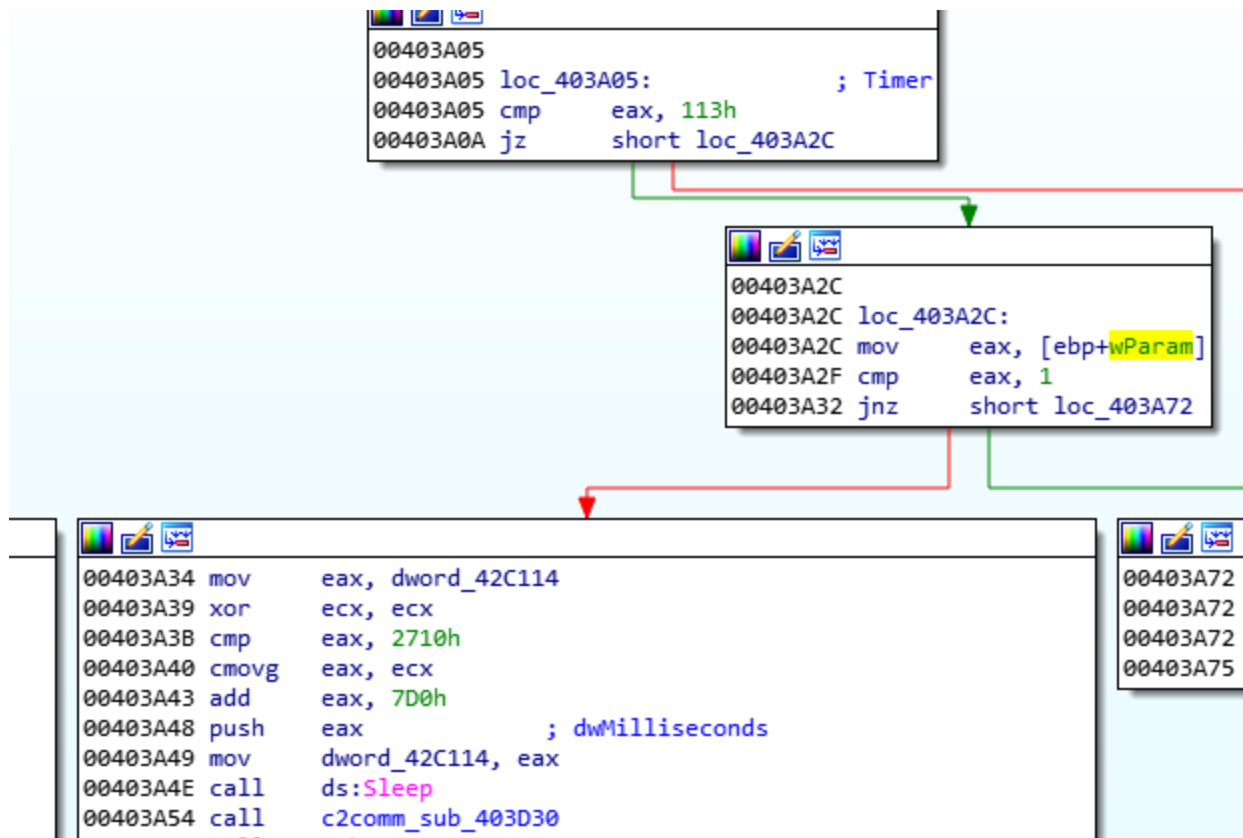 00403A05
00403A05 loc_403A05: ; Timer
00403A05 cmp eax, 113h
00403A0A jz short loc_403A2C
00403A2C
00403A2C loc_403A2C:
00403A2C mov eax, [ebp+wParam]
00403A2F cmp eax, 1
00403A32 jnz short loc_403A72
00403A34 mov eax, dword_42C114
00403A39 xor ecx, ecx
00403A3B cmp eax, 2710h
00403A40 cmovg eax, ecx
00403A43 add eax, 7D0h
00403A48 push eax ; dwMilliseconds
00403A49 mov dword_42C114, eax
00403A4E call ds:Sleep
00403A54 call c2comm_sub_403D30
00403A72
00403A72
00403A72
00403A75